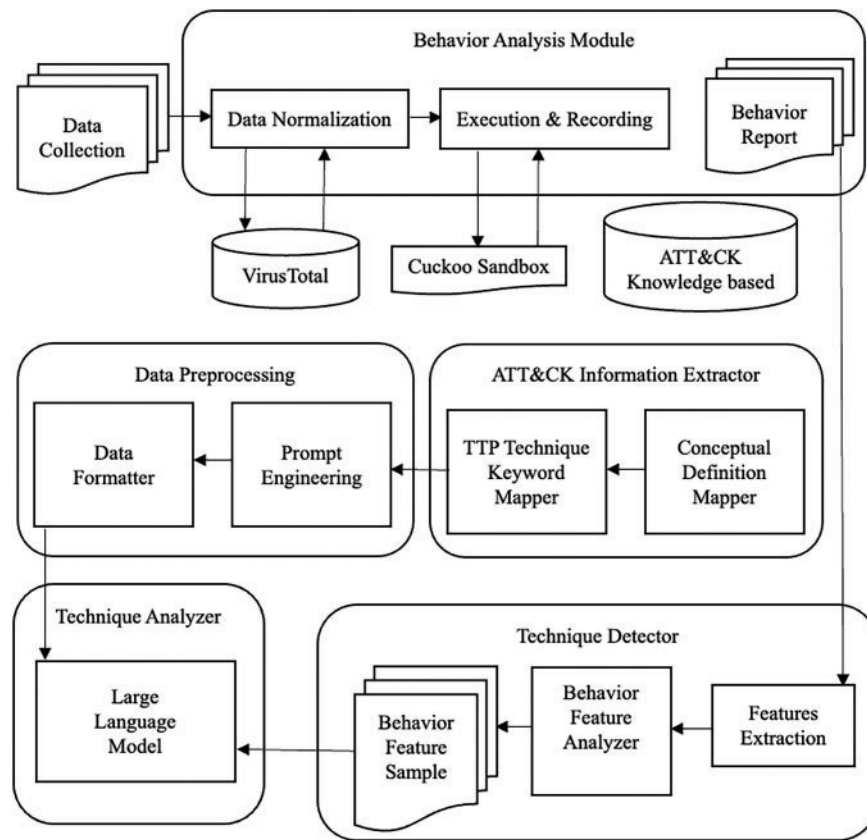 Behavior Analysis Module
Data
Collection
Data Normalization
Execution & Recording
Behavior
Report
VirusTotal
Cuckoo Sandbox
ATT&CK
Knowledge based
Data Preprocessing
Data
Formatter
Prompt
Engineering
ATT&CK Information Extractor
TTP Technique
Keyword
Mapper
Conceptual
Definition
Mapper
Technique Analyzer
Large
Language
Model
Technique Detector
Behavior
Feature
Sample
Behavior
Feature
Analyzer
Features
Extraction